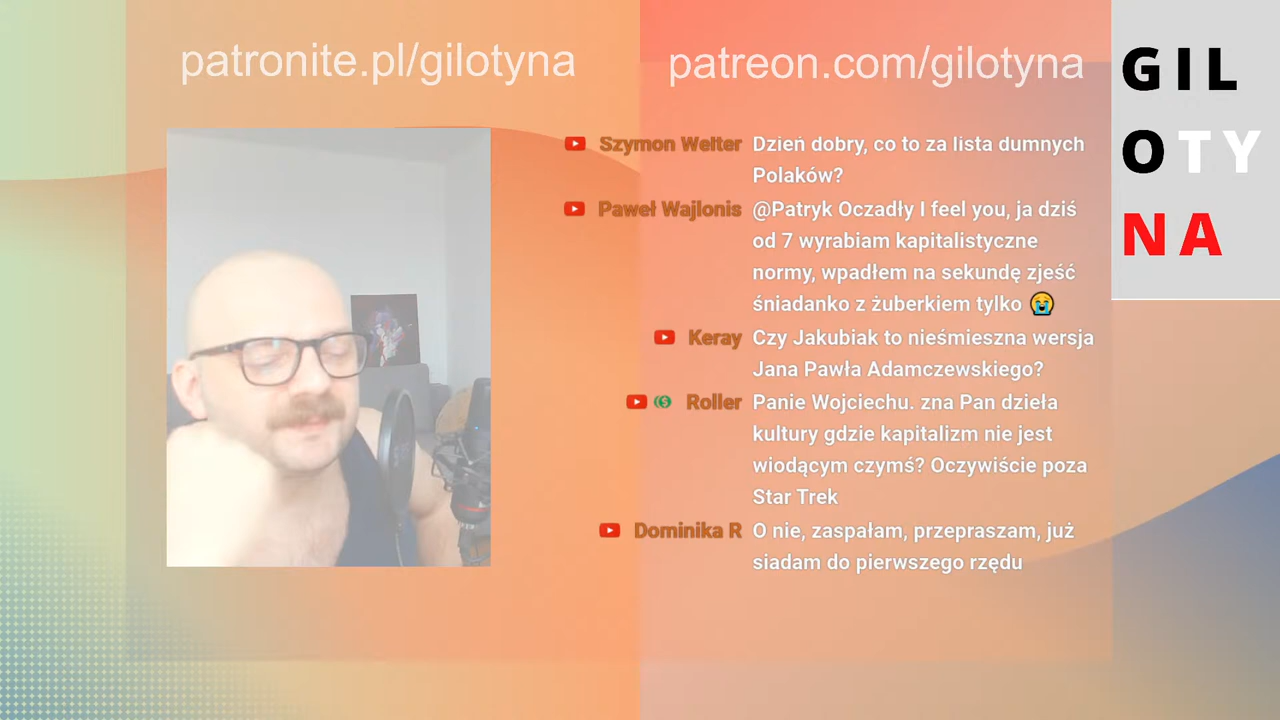 patronite.pl/gilotyna
patreon.com/gilotyna
GIL
OTY
NA
Szymon Welter Dzień dobry, co to za lista dumnych
Polaków?
Paweł Wajlonis @Patryk Oczadły I feel you, ja dziś
od 7 wyrabiam kapitalistyczne
normy, wpadłem na sekundę zjeść
śniadanko z żuberkiem tylko 😭
Keray Czy Jakubiak to nieśmieszna wersja
Jana Pawła Adamczewskiego?
Roller Panie Wojciechu. zna Pan dzieła
kultury gdzie kapitalizm nie jest
wiodącym czymś? Oczywiście poza
Star Trek
Dominika R O nie, zaspałam, przepraszam, już
siadam do pierwszego rzędu